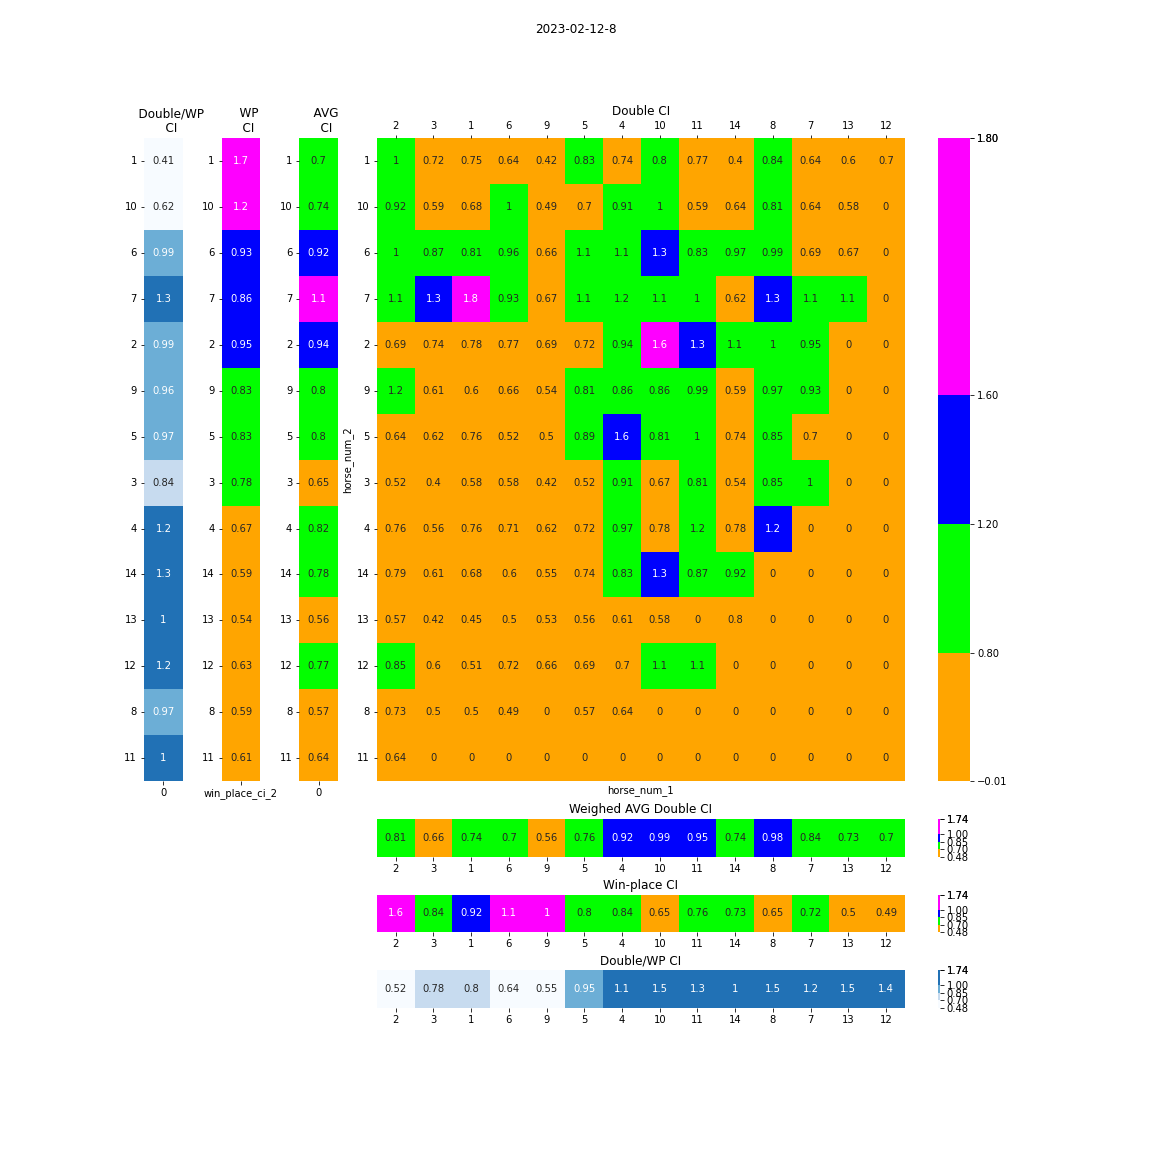 2023-02-12-8
Double/WP CI
WP CI
AVG CI
Double CI
2 3 1 6 9 5 4 10 11 14 8 7 13 12
1 0.41 1 1.7 1 0.7 1 1 0.72 0.75 0.64 0.42 0.83 0.74 0.8 0.77 0.4 0.84 0.64 0.6 0.7
10 0.62 10 1.2 10 0.74 10 0.92 0.59 0.68 1 0.49 0.7 0.91 1 0.59 0.64 0.81 0.64 0.58 0
6 0.99 6 0.93 6 0.92 6 1 0.87 0.81 0.96 0.66 1.1 1.1 1.3 0.83 0.97 0.99 0.69 0.67 0
7 1.3 7 0.86 7 1.1 7 1.1 1.3 1.8 0.93 0.67 1.1 1.2 1.1 1 0.62 1.3 1.1 1.1 0
2 0.99 2 0.95 2 0.94 2 0.69 0.74 0.78 0.77 0.69 0.72 0.94 1.6 1.3 1.1 1 0.95 0 0
9 0.96 9 0.83 9 0.8 9 1.2 0.61 0.6 0.66 0.54 0.81 0.86 0.86 0.99 0.59 0.97 0.93 0 0
5 0.97 5 0.83 5 0.8 5 0.64 0.62 0.76 0.52 0.5 0.89 1.6 0.81 1 0.74 0.85 0.7 0 0
3 0.84 3 0.78 3 0.65 3 0.52 0.4 0.58 0.58 0.42 0.52 0.91 0.67 0.81 0.54 0.85 1 0 0
4 1.2 4 0.67 4 0.82 4 0.76 0.56 0.76 0.71 0.62 0.72 0.97 0.78 1.2 0.78 1.2 0 0 0
14 1.3 14 0.59 14 0.78 14 0.79 0.61 0.68 0.6 0.55 0.74 0.83 1.3 0.87 0.92 0 0 0 0
13 1 13 0.54 13 0.56 13 0.57 0.42 0.45 0.5 0.53 0.56 0.61 0.58 0 0.8 0 0 0 0
12 1.2 12 0.63 12 0.77 12 0.85 0.6 0.51 0.72 0.66 0.69 0.7 1.1 1.1 0 0 0 0 0
8 0.97 8 0.59 8 0.57 8 0.73 0.5 0.5 0.49 0 0.57 0.64 0 0 0 0 0 0 0
11 1 11 0.61 11 0.64 11 0.64 0 0 0 0 0 0 0 0 0 0 0 0 0
0 win_place_ci_2 0
horse_num_2
horse_num_1
1.80
1.60
1.20
0.80
−0.01
Weighed AVG Double CI
0.81 0.66 0.74 0.7 0.56 0.76 0.92 0.99 0.95 0.74 0.98 0.84 0.73 0.7
2 3 1 6 9 5 4 10 11 14 8 7 13 12
1.74
1.00
0.85
0.70
0.48
Win-place CI
1.6 0.84 0.92 1.1 1 0.8 0.84 0.65 0.76 0.73 0.65 0.72 0.5 0.49
2 3 1 6 9 5 4 10 11 14 8 7 13 12
1.74
1.00
0.85
0.70
0.48
Double/WP CI
0.52 0.78 0.8 0.64 0.55 0.95 1.1 1.5 1.3 1 1.5 1.2 1.5 1.4
2 3 1 6 9 5 4 10 11 14 8 7 13 12
1.74
1.00
0.85
0.70
0.48